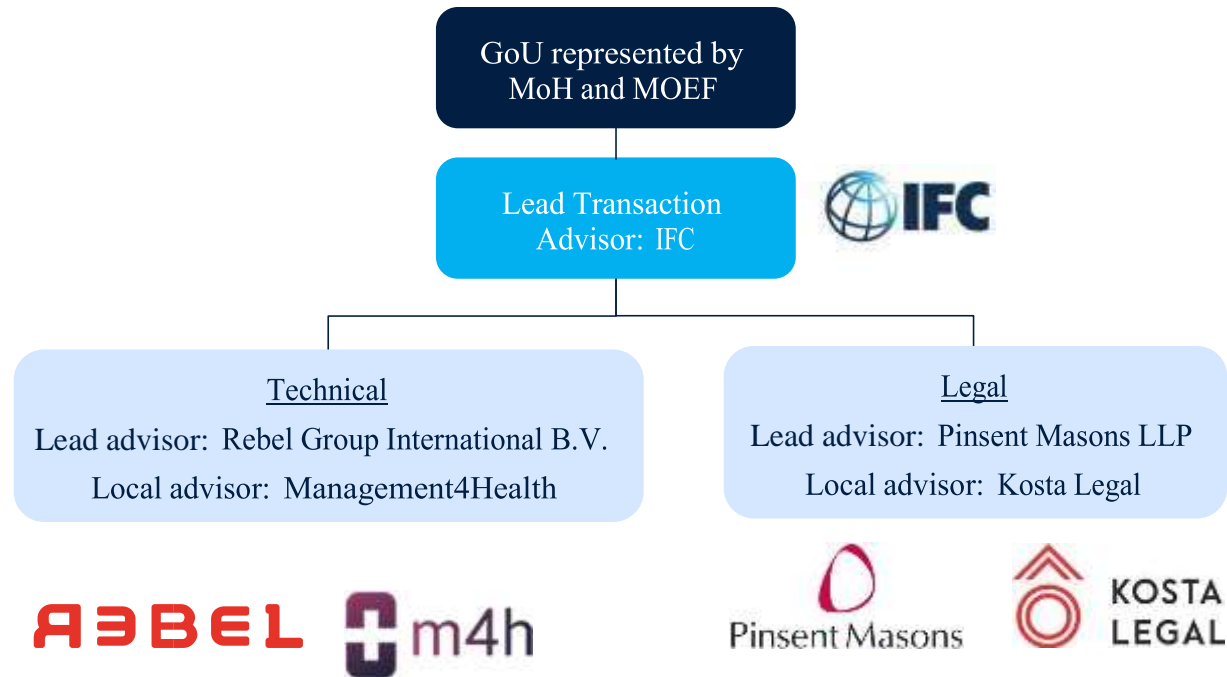 GoU represented by
MoH and MOEF
Lead Transaction
Advisor: IFC
IFC
Technical
Lead advisor: Rebel Group International B.V.
Local advisor: Management4Health
Legal
Lead advisor: Pinsent Masons LLP
Local advisor: Kosta Legal
REBEL
m4h
Pinsent Masons
KOSTA
LEGAL